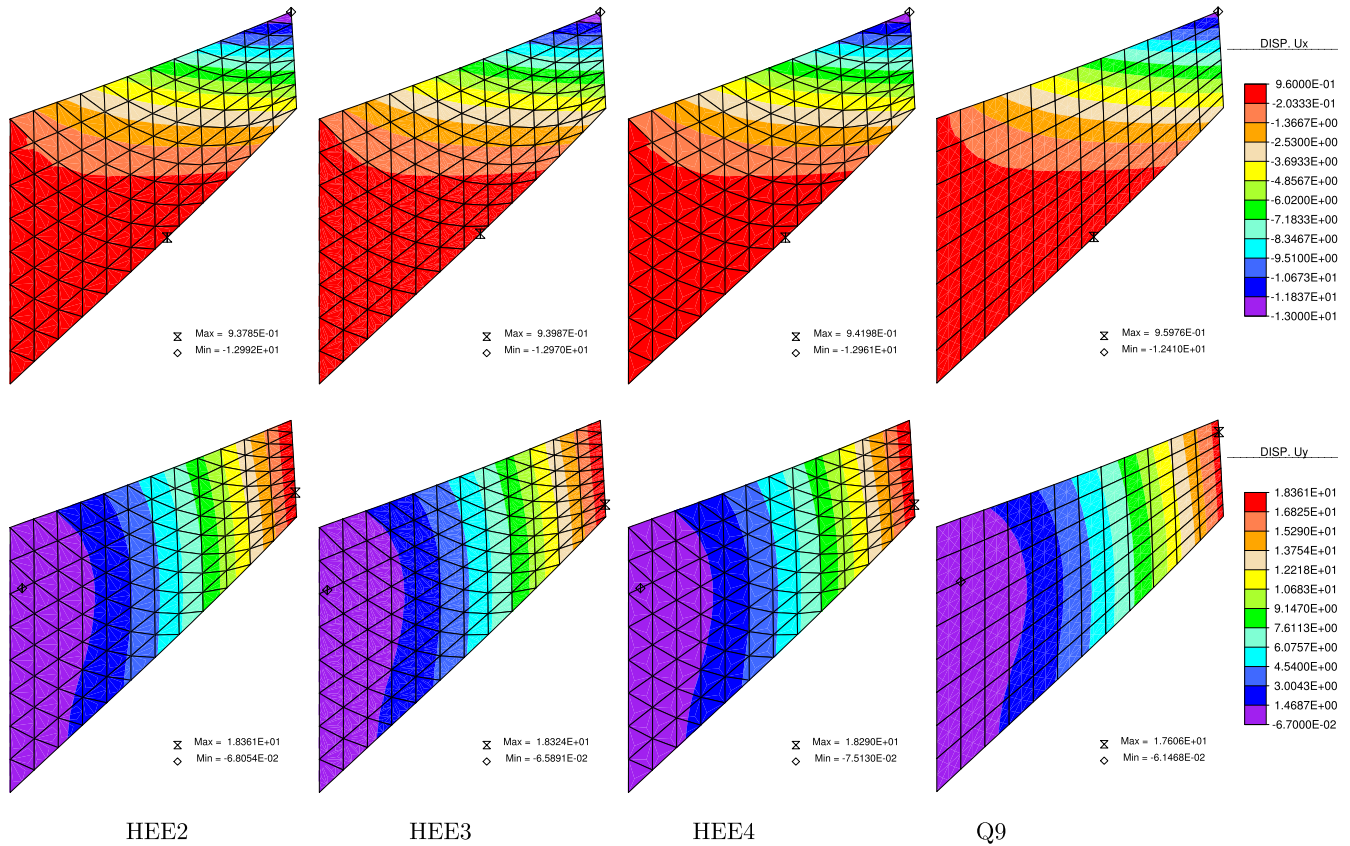 DISP. Ux
9.6000E-01
-2.0333E-01
-1.3667E+00
-2.5300E+00
-3.6933E+00
-4.8567E+00
-6.0200E+00
-7.1833E+00
-8.3467E+00
-9.5100E+00
-1.0673E+01
-1.1837E+01
-1.3000E+01
Max = 9.3785E-01
Min = -1.2992E+01
Max = 9.3987E-01
Min = -1.2970E+01
Max = 9.4198E-01
Min = -1.2961E+01
Max = 9.5976E-01
Min = -1.2410E+01
DISP. Uy
1.8361E+01
1.6825E+01
1.5290E+01
1.3754E+01
1.2218E+01
1.0683E+01
9.1470E+00
7.6113E+00
6.0757E+00
4.5400E+00
3.0043E+00
1.4687E+00
-6.7000E-02
Max = 1.8361E+01
Min = -6.8054E-02
Max = 1.8324E+01
Min = -6.5891E-02
Max = 1.8290E+01
Min = -7.5130E-02
Max = 1.7606E+01
Min = -6.1468E-02
HEE2
HEE3
HEE4
Q9